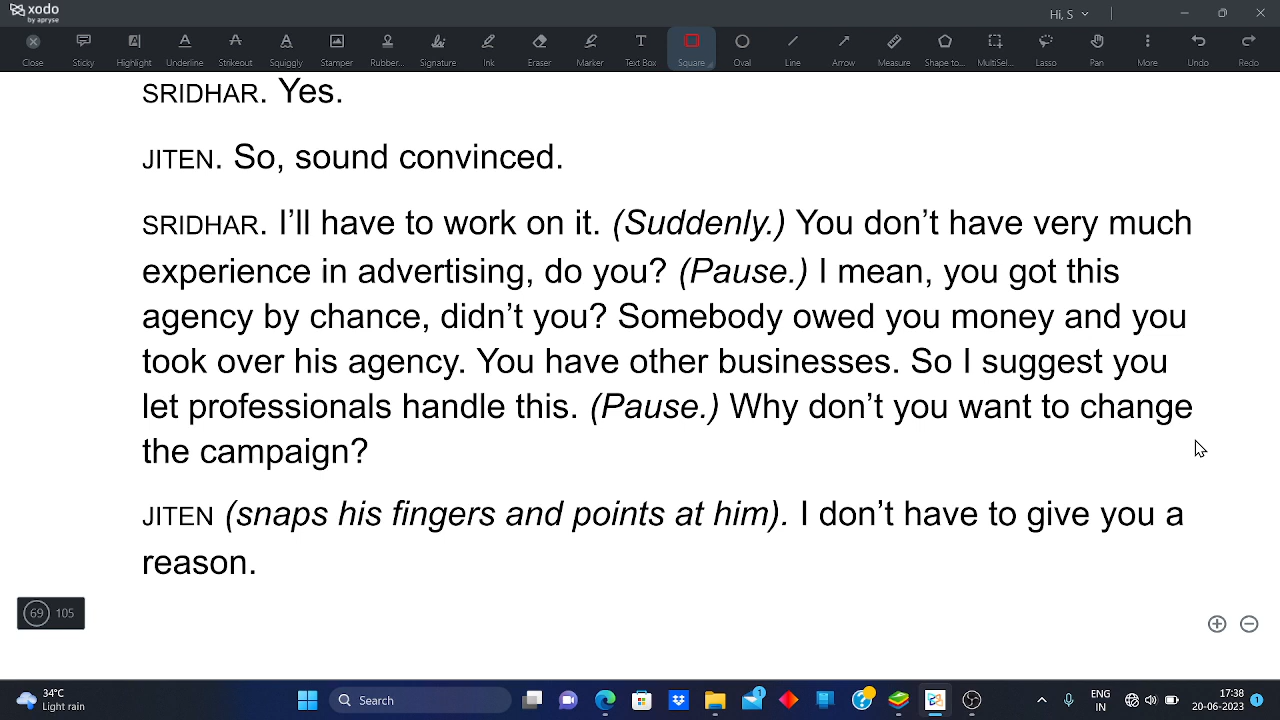 xodo
by apryse
Hi, S
Close
Sticky
Highlight
Underline
Strikeout
Squiggly
Stamper
Rubber...
Signature
Ink
Eraser
Marker
Text Box
Square
Oval
Line
Arrow
Measure
Shape to...
MultiSel...
Lasso
Pan
More
Undo
Redo
SRIDHAR. Yes.
JITEN. So, sound convinced.
SRIDHAR. I’ll have to work on it. (Suddenly.) You don’t have very much
experience in advertising, do you? (Pause.) I mean, you got this
agency by chance, didn’t you? Somebody owed you money and you
took over his agency. You have other businesses. So I suggest you
let professionals handle this. (Pause.) Why don’t you want to change
the campaign?
JITEN (snaps his fingers and points at him). I don’t have to give you a
reason.
69 105
34°C
Light rain
Search
1
ENG
IN
17:38
20-06-2023
1